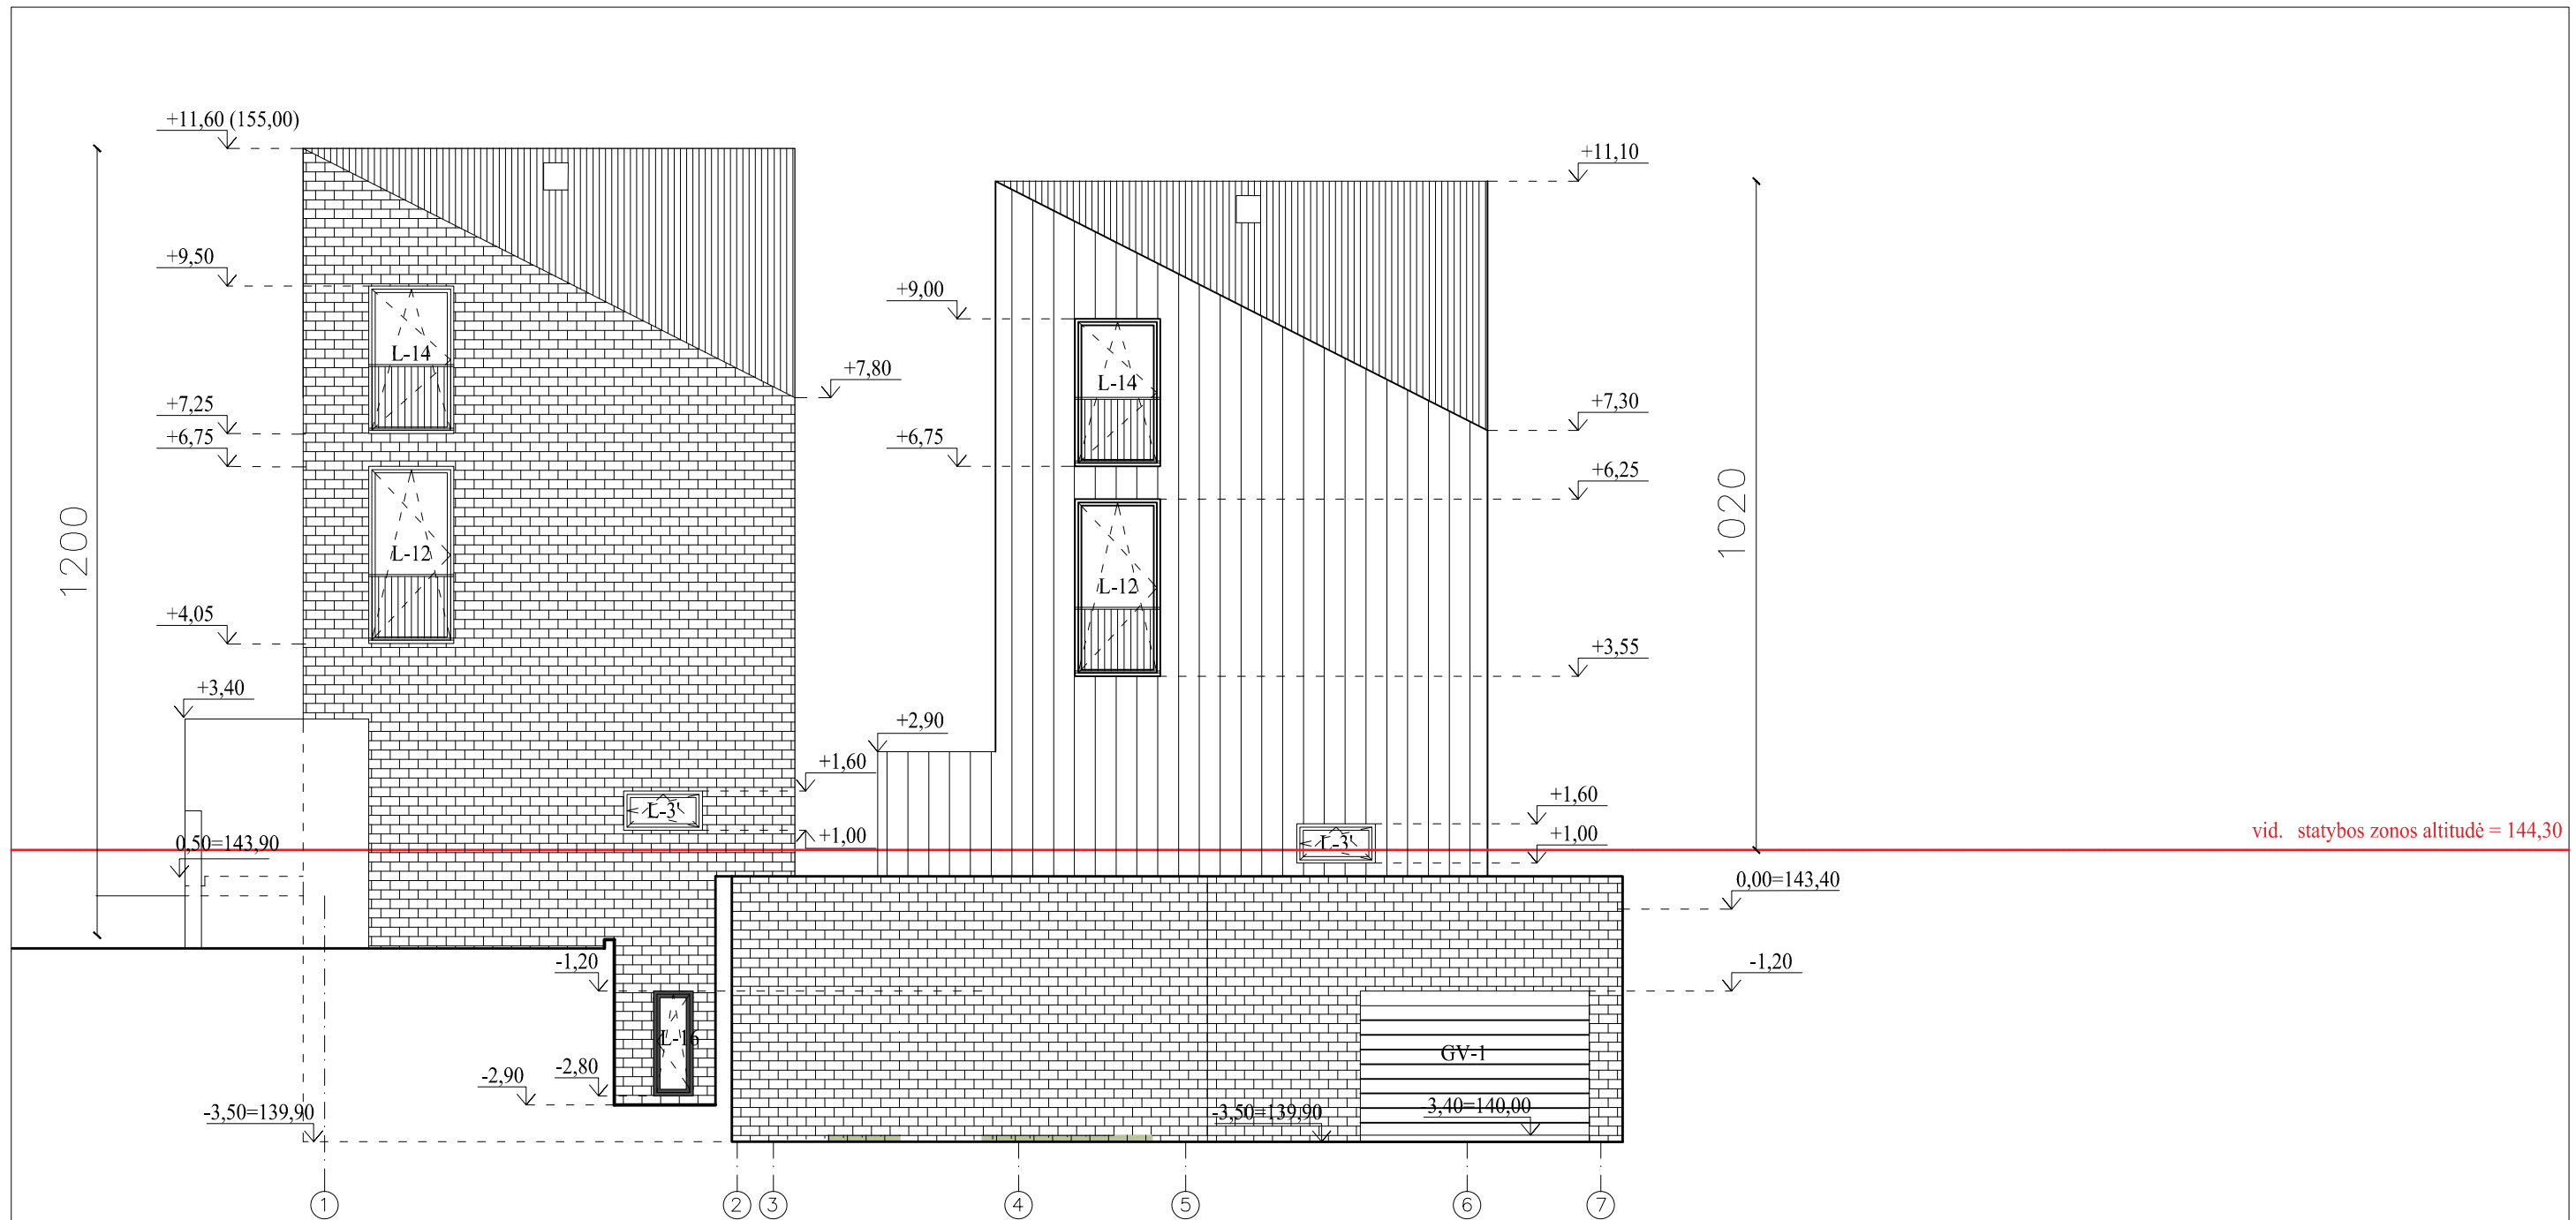 +11,60 (155,00)
+11,10
+9,50
+9,00
L-14
+7,80
L-14
+7,25
+7,30
+6,75
+6,75
+6,25
1200
1020
L-12
L-12
+4,05
+3,55
+3,40
+2,90
+1,60
+1,60
L-3'
L-3'
+1,00
+1,00
vid. statybos zonos altitudė = 144,30
0,50=143,90
0,00=143,40
-1,20
-1,20
L-16
GV-1
-2,80
-2,90
-3,50=139,90
-3,50=139,90
-3,40=140,00
1 2 3 4 5 6 7